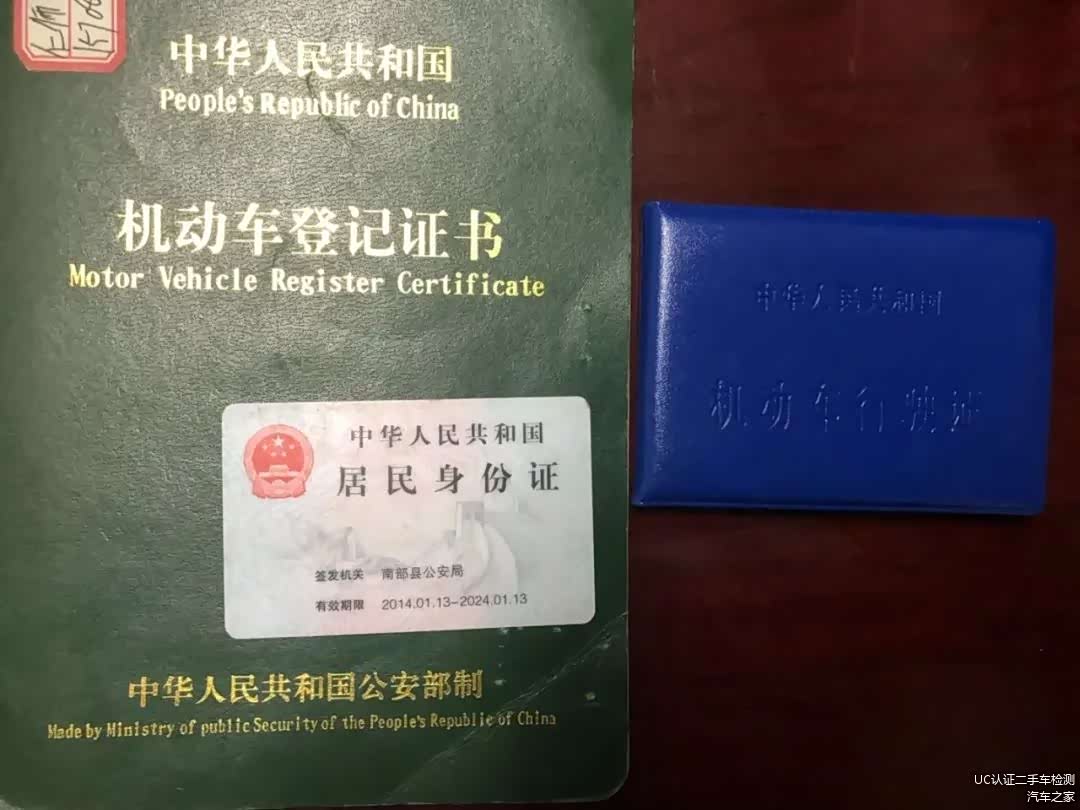 中华人民共和国
People's Republic of China
机动车登记证书
Motor Vehicle Register Certificate
中华人民共和国
居民身份证
签发机关 南部县公安局
有效期限 2014.01.13-2024.01.13
中华人民共和国公安部制
Made by Ministry of public Security of the People's Republic of China
中华人民共和国
机动车行驶证
UC认证二手车检测
汽车之家